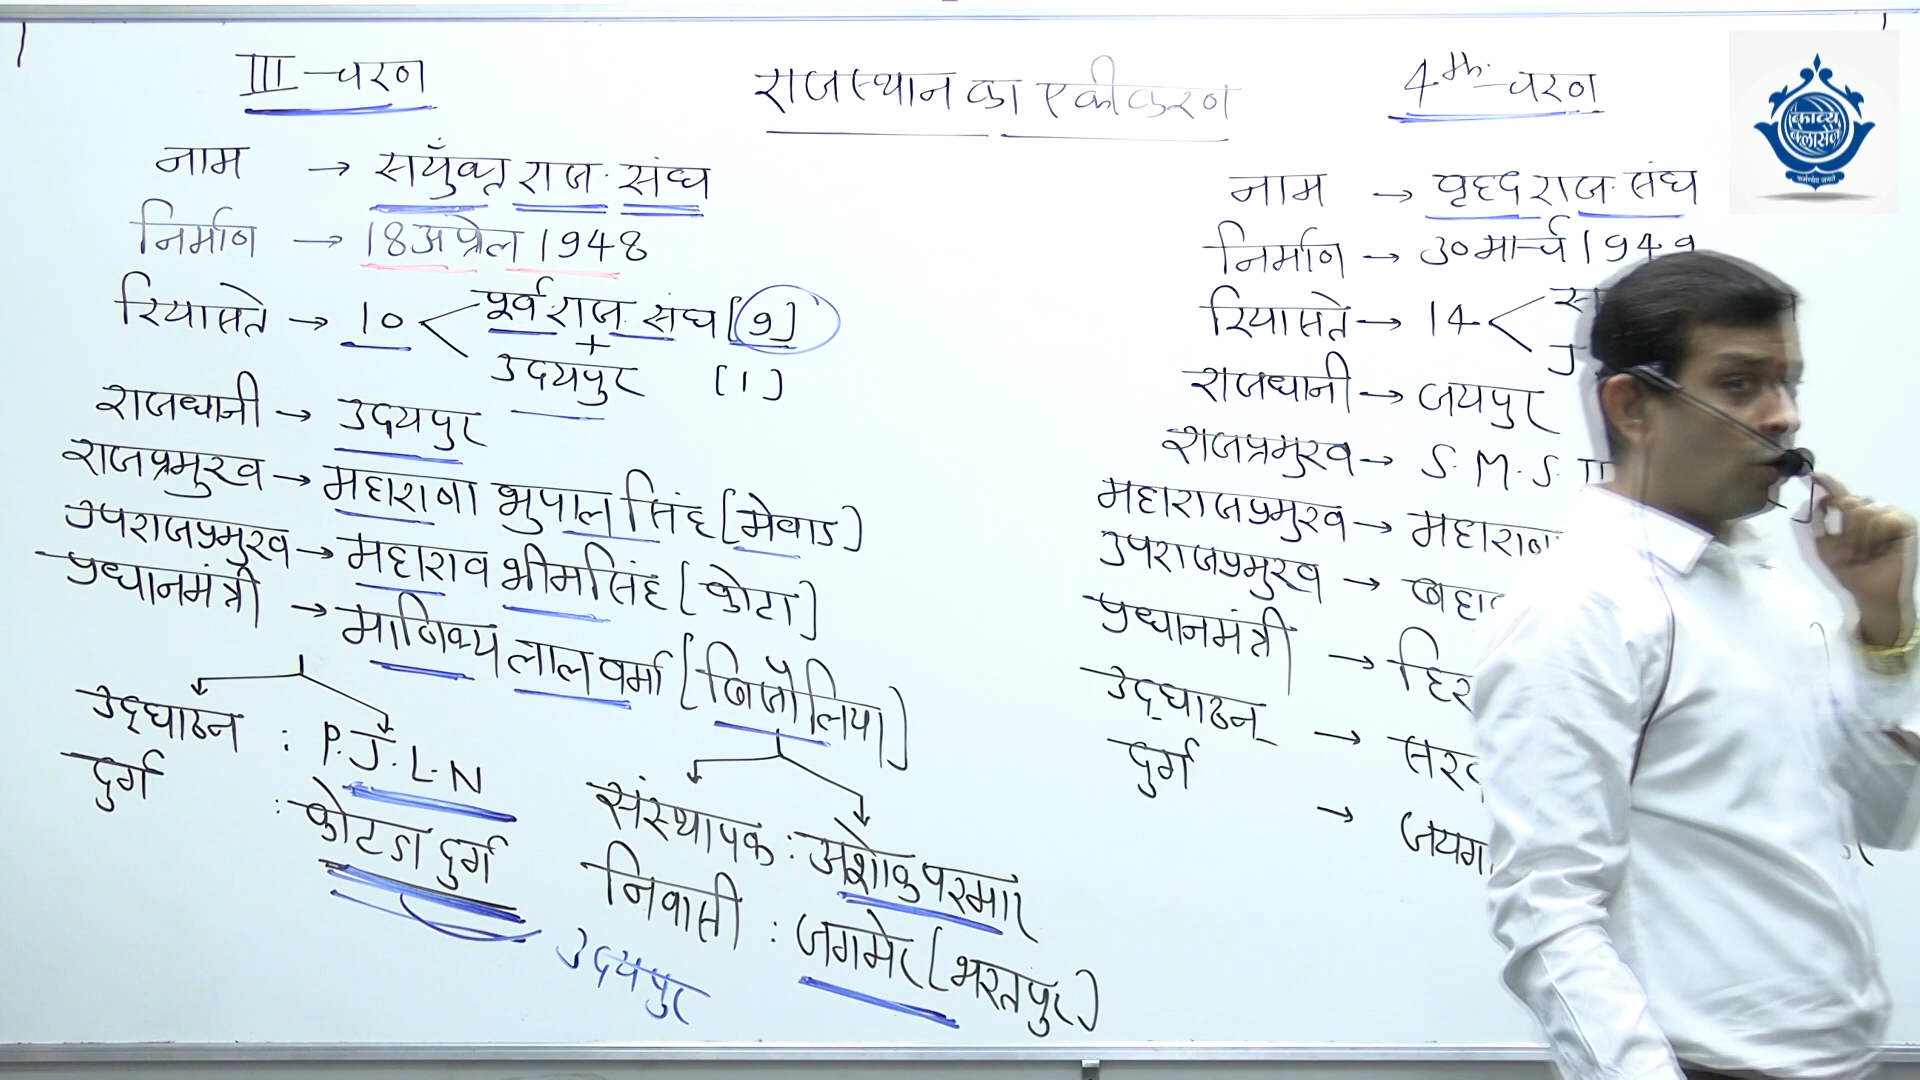 राजस्थान का एकीकरण
III - चरण
नाम → सयुँक्त राज. संघ
निर्माण → 18 अप्रेल 1948
रियासते → 10 < पूर्व राज. संघ [9]
+
उदयपुर [1]
राजधानी → उदयपुर
राजप्रमुख → महाराणा भुपाल सिंह [मेवाड]
उपराजप्रमुख → महाराव भीमसिंह [कोटा]
प्रधानमंत्री → माणिक्य लाल वर्मा [बिजौलिया]
उद्घाटन : P.J.L.N
दुर्ग : कोटडा दुर्ग
उदयपुर
संस्थापक : अशोक परमार
निवासी : जगमेर [भरतपुर]
4th - चरण
नाम → वृहद राज. संघ
निर्माण → 30 मार्च 1949
रियासते → 14 <
राजधानी → जयपुर
राजप्रमुख → S.M.S II
महाराजप्रमुख → महाराणा
उपराजप्रमुख →
प्रधानमंत्री →
उद्घाटन →
दुर्ग →
काव्य
क्लासेज